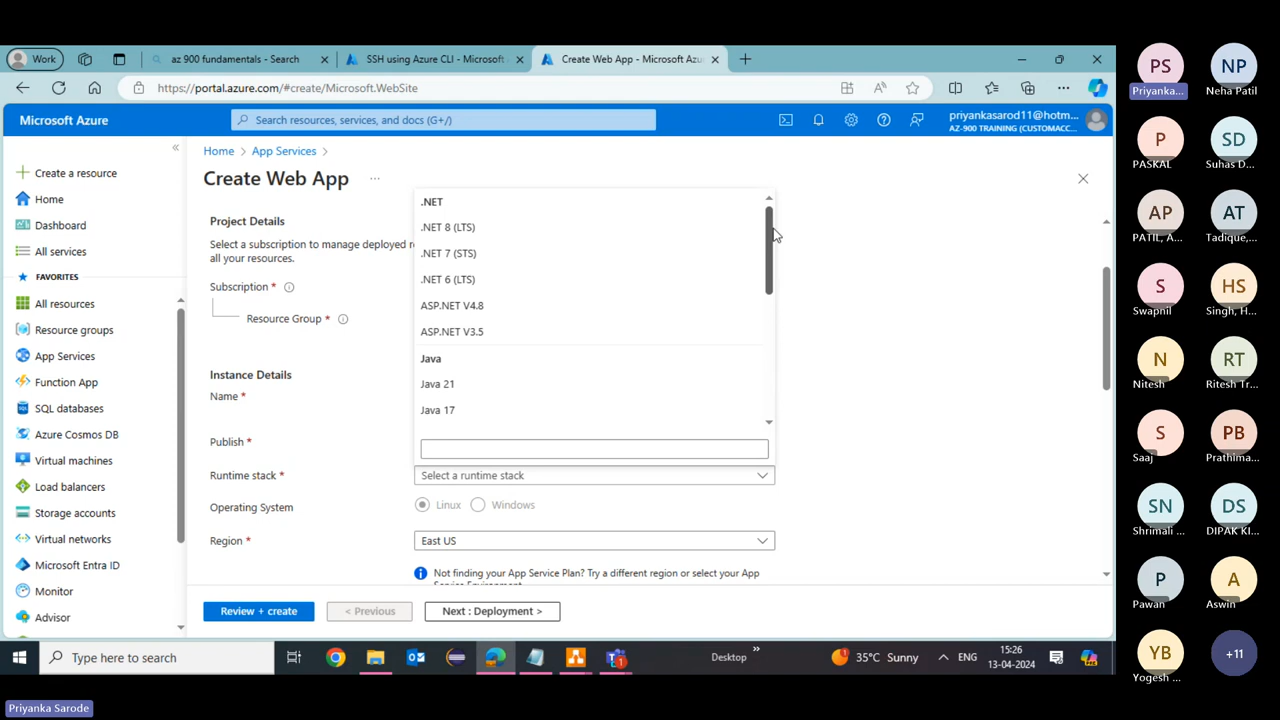 Work
az 900 fundamentals - Search
SSH using Azure CLI - Microsoft
Create Web App - Microsoft Azu
https://portal.azure.com/#create/Microsoft.WebSite
Microsoft Azure
Search resources, services, and docs (G+/)
priyankasarod11@hotm...
AZ-900 TRAINING (CUSTOMACC...
Create a resource
Home
Dashboard
All services
FAVORITES
All resources
Resource groups
App Services
Function App
SQL databases
Azure Cosmos DB
Virtual machines
Load balancers
Storage accounts
Virtual networks
Microsoft Entra ID
Monitor
Advisor
Home > App Services >
Create Web App ...
Project Details
Select a subscription to manage deployed r
all your resources.
Subscription *
Resource Group *
Instance Details
Name *
Publish *
Runtime stack *
Operating System
Region *
.NET
.NET 8 (LTS)
.NET 7 (STS)
.NET 6 (LTS)
ASP.NET V4.8
ASP.NET V3.5
Java
Java 21
Java 17
Select a runtime stack
Linux
Windows
East US
Not finding your App Service Plan? Try a different region or select your App
Service Environment
Review + create
< Previous
Next : Deployment >
Type here to search
1
Desktop
35°C Sunny
ENG
15:26
13-04-2024
PS
Priyanka...
NP
Neha Patil
P
PASKAL
SD
Suhas D...
AP
PATIL, A...
AT
Tadique,...
S
Swapnil
HS
Singh, H...
N
Nitesh
RT
Ritesh Tr...
S
Saaj
PB
Prathima...
SN
Shrimali ...
DS
DIPAK KI...
P
Pawan
A
Aswin
YB
Yogesh ...
+11
Priyanka Sarode